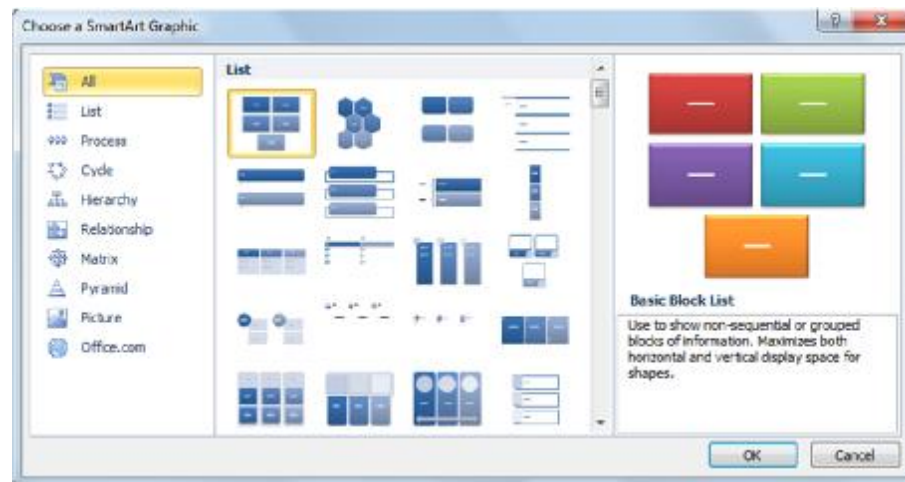 Choose a SmartArt Graphic
All
List
Process
Cycle
Hierarchy
Relationship
Matrix
Pyramid
Picture
Office.com
List
Basic Block List
Use to show non-sequential or grouped
blocks of information. Maximizes both
horizontal and vertical display space for
shapes.
OK
Cancel